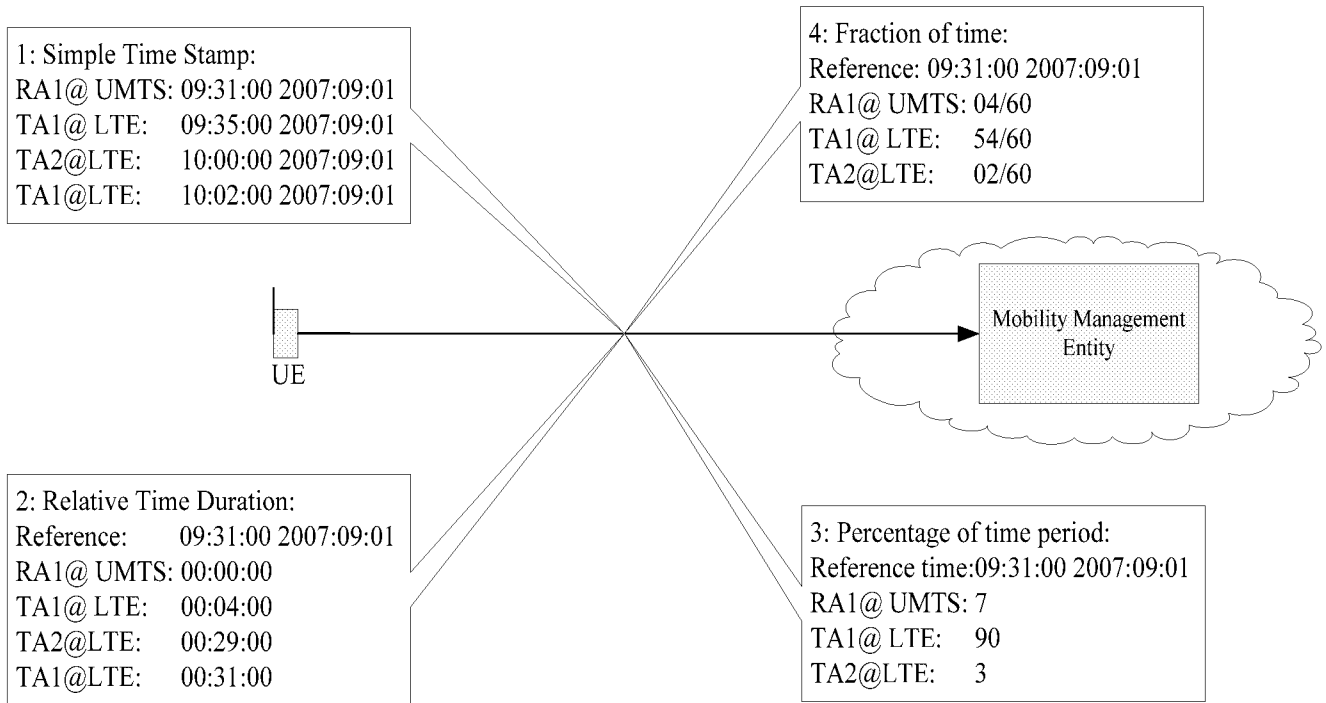 1: Simple Time Stamp:
RA1@ UMTS: 09:31:00 2007:09:01
TA1@ LTE: 09:35:00 2007:09:01
TA2@LTE: 10:00:00 2007:09:01
TA1@LTE: 10:02:00 2007:09:01
4: Fraction of time:
Reference: 09:31:00 2007:09:01
RA1@ UMTS: 04/60
TA1@ LTE: 54/60
TA2@LTE: 02/60
UE
Mobility Management
Entity
2: Relative Time Duration:
Reference: 09:31:00 2007:09:01
RA1@ UMTS: 00:00:00
TA1@ LTE: 00:04:00
TA2@LTE: 00:29:00
TA1@LTE: 00:31:00
3: Percentage of time period:
Reference time:09:31:00 2007:09:01
RA1@ UMTS: 7
TA1@ LTE: 90
TA2@LTE: 3